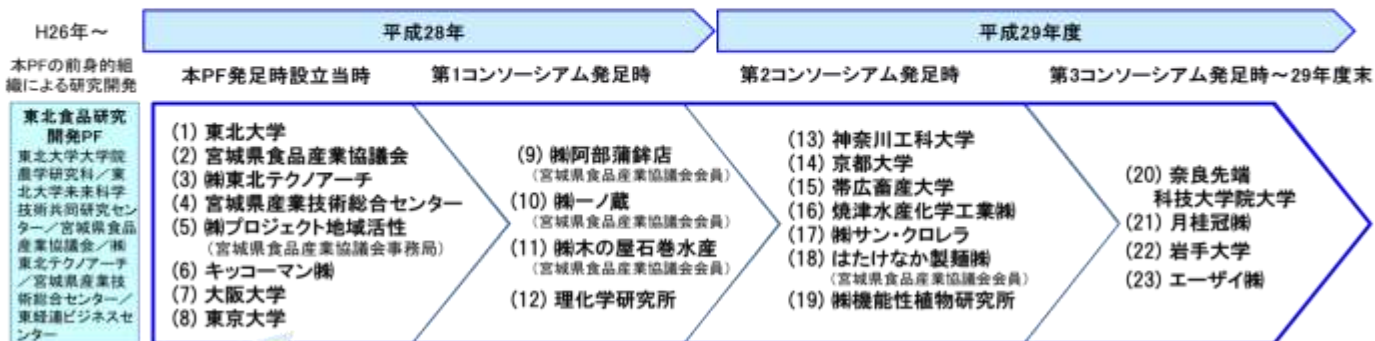 H26年～
平成28年
平成29年度
本PFの前身的組
織による研究開発
本PF発足時設立当時
第1コンソーシアム発足時
第2コンソーシアム発足時
第3コンソーシアム発足時～29年度末
東北食品研究
開発PF
東北大学大学院
農学研究科／東
北大学未来科学
技術共同研究セン
ター／宮城県食品
産業協議会／㈱
東北テクノアーチ
／宮城県産業技
術総合センター／
東経連ビジネスセ
ンター
(1) 東北大学
(2) 宮城県食品産業協議会
(3) ㈱東北テクノアーチ
(4) 宮城県産業技術総合センター
(5) ㈱プロジェクト地域活性
（宮城県食品産業協議会事務局）
(6) キッコーマン㈱
(7) 大阪大学
(8) 東京大学
(9) ㈱阿部蒲鉾店
（宮城県食品産業協議会会員）
(10) ㈱一ノ蔵
（宮城県食品産業協議会会員）
(11) ㈱木の屋石巻水産
（宮城県食品産業協議会会員）
(12) 理化学研究所
(13) 神奈川工科大学
(14) 京都大学
(15) 帯広畜産大学
(16) 焼津水産化学工業㈱
(17) ㈱サン・クロレラ
(18) はたけなか製麺㈱
（宮城県食品産業協議会会員）
(19) ㈱機能性植物研究所
(20) 奈良先端
科技大学院大学
(21) 月桂冠㈱
(22) 岩手大学
(23) エーザイ㈱